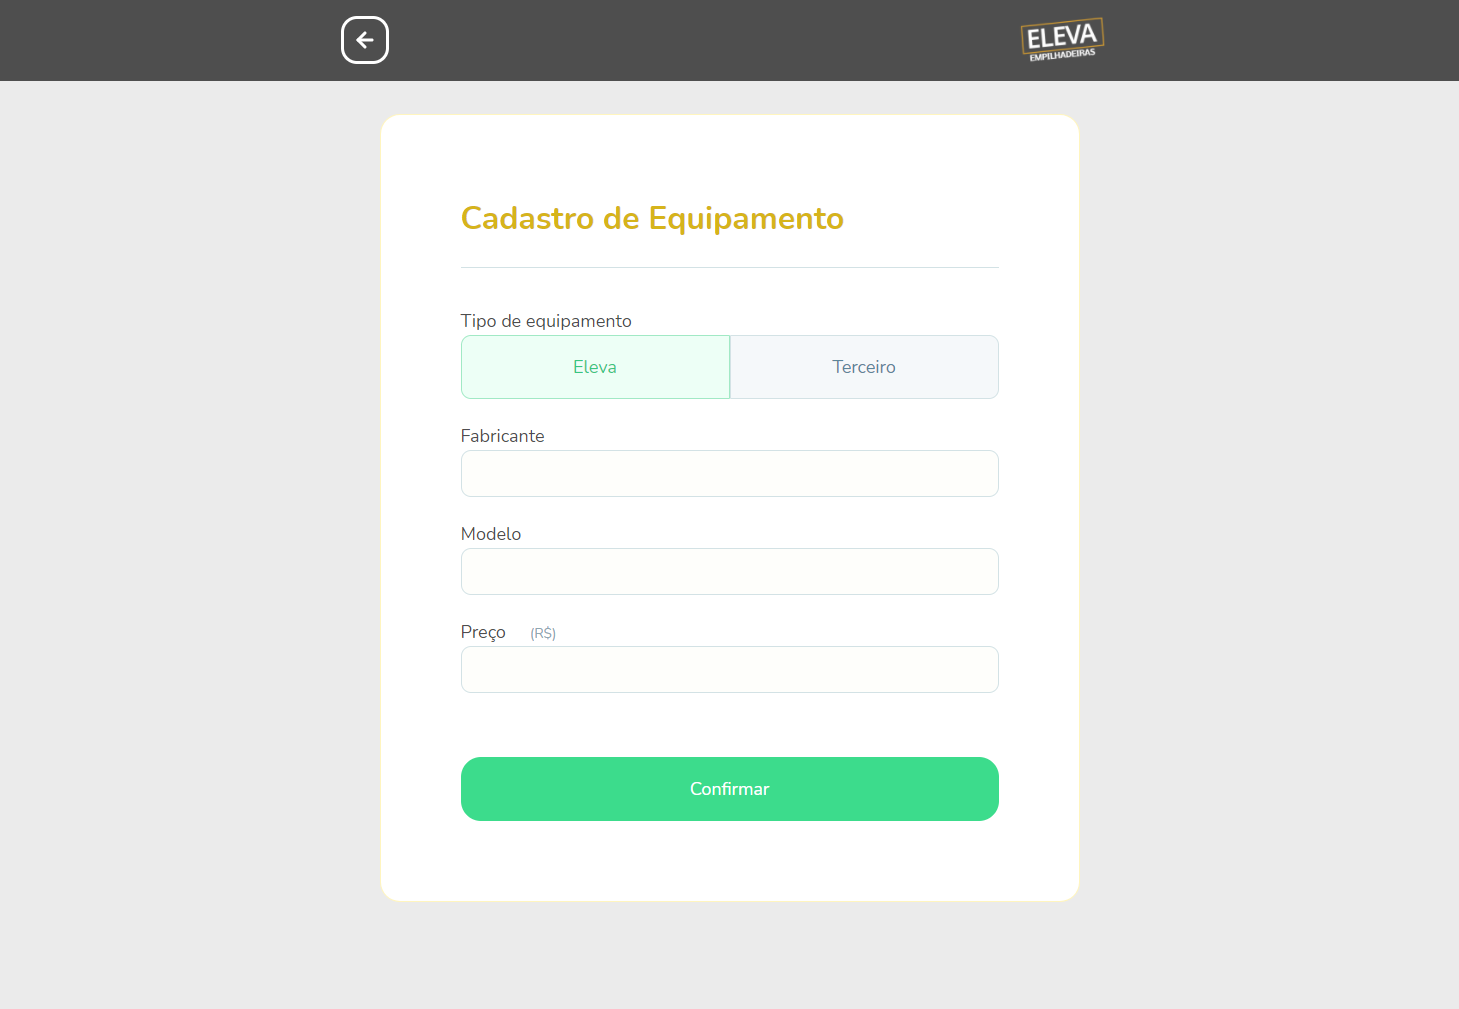 ELEVA
EMPILHADEIRAS
Cadastro de Equipamento
Tipo de equipamento
Eleva Terceiro
Fabricante
Modelo
Preço (R$)
Confirmar